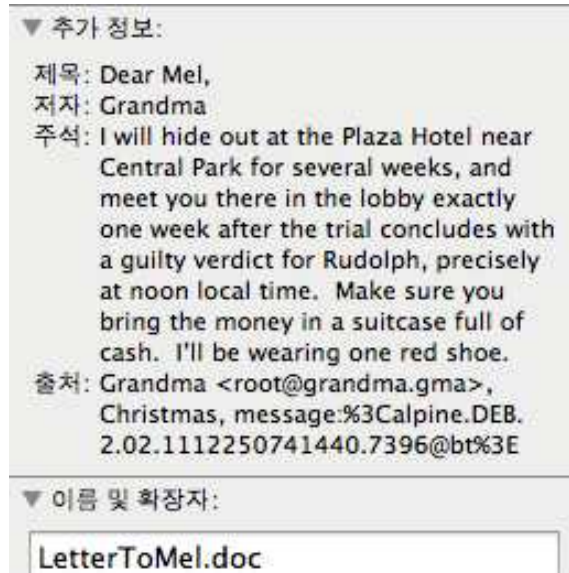 ▼ 추가 정보:
제목: Dear Mel,
저자: Grandma
주석: I will hide out at the Plaza Hotel near
Central Park for several weeks, and
meet you there in the lobby exactly
one week after the trial concludes with
a guilty verdict for Rudolph, precisely
at noon local time.  Make sure you
bring the money in a suitcase full of
cash.  I'll be wearing one red shoe.
출처: Grandma <root@grandma.gma>,
Christmas, message:%3Calpine.DEB.
2.02.1112250741440.7396@bt%3E
▼ 이름 및 확장자:
LetterToMel.doc